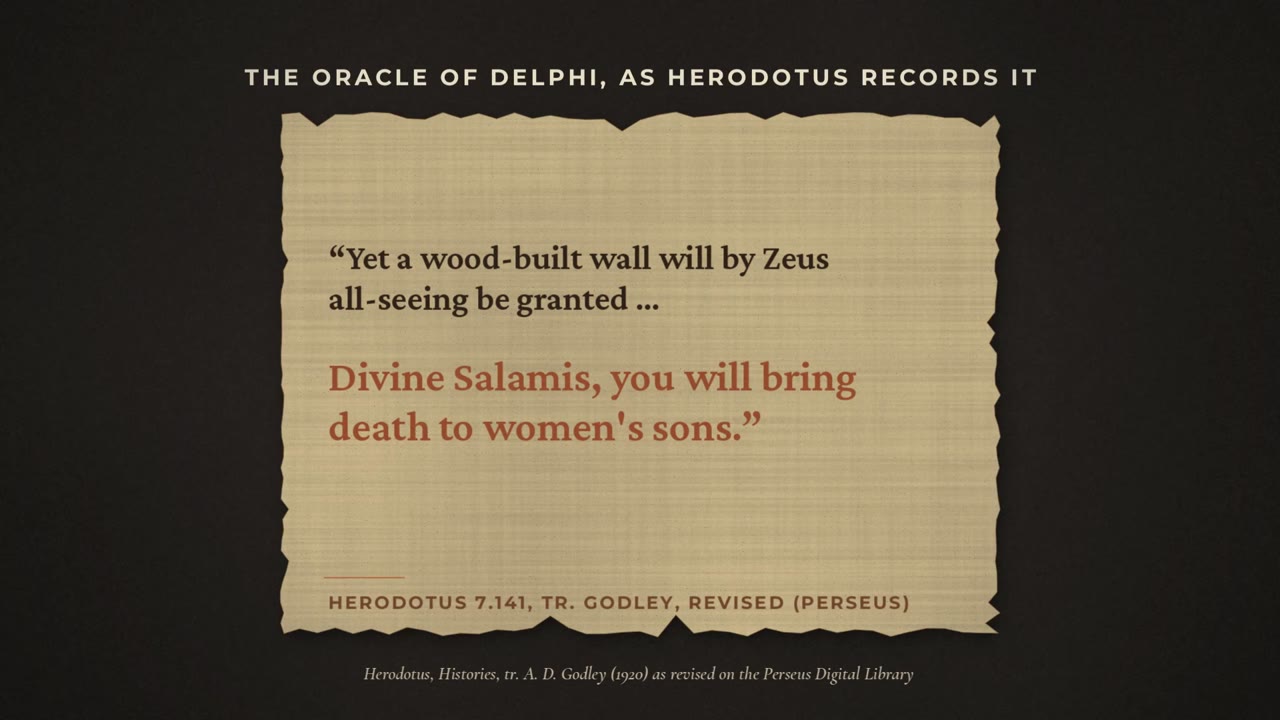 THE ORACLE OF DELPHI, AS HERODOTUS RECORDS IT
“Yet a wood-built wall will by Zeus
all-seeing be granted ...
Divine Salamis, you will bring
death to women's sons.”
HERODOTUS 7.141, TR. GODLEY, REVISED (PERSEUS)
Herodotus, Histories, tr. A. D. Godley (1920) as revised on the Perseus Digital Library